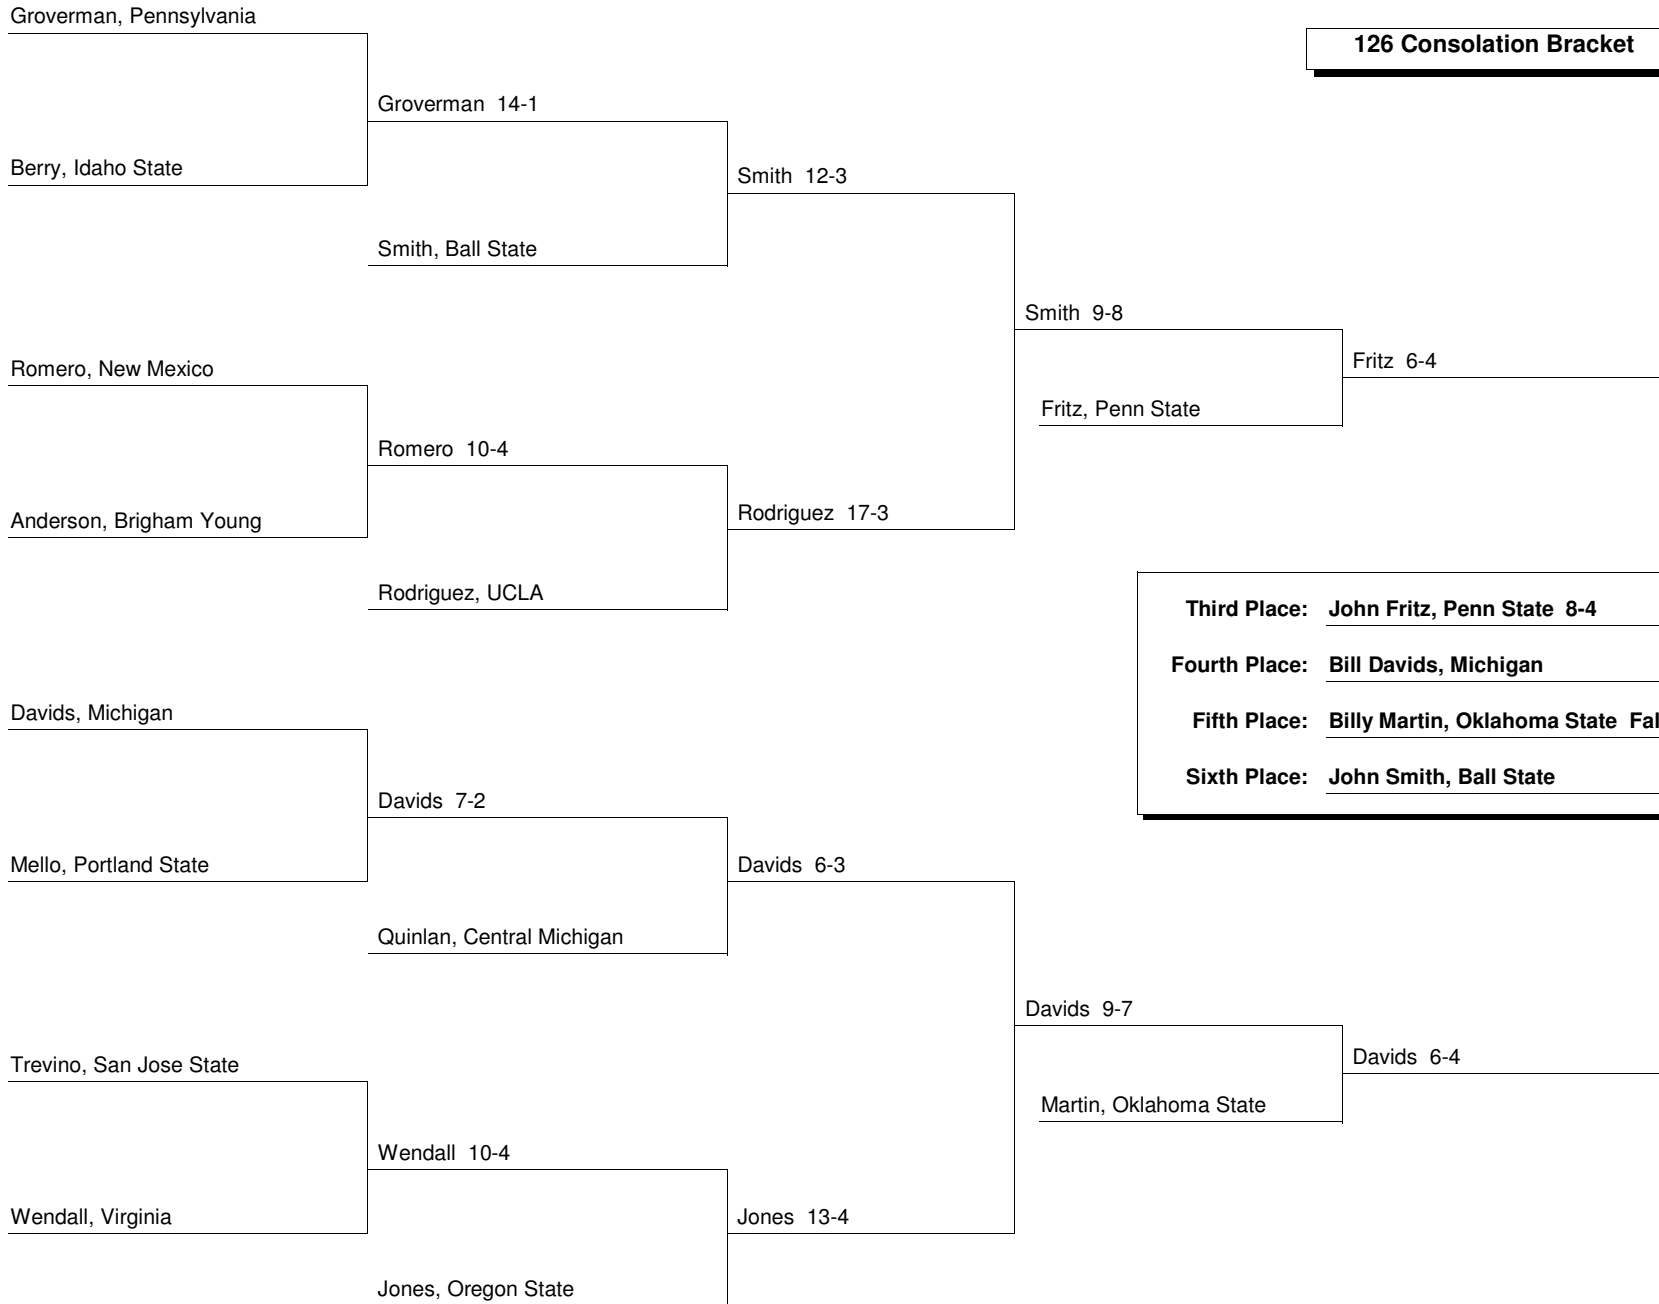 Groverman, Pennsylvania
126 Consolation Bracket
Groverman 14-1
Berry, Idaho State
Smith 12-3
Smith, Ball State
Smith 9-8
Romero, New Mexico
Fritz 6-4
Fritz, Penn State
Romero 10-4
Anderson, Brigham Young
Rodriguez 17-3
Rodriguez, UCLA
Third Place: John Fritz, Penn State 8-4
Fourth Place: Bill Davids, Michigan
Davids, Michigan
Fifth Place: Billy Martin, Oklahoma State
Sixth Place: John Smith, Ball State
Davids 7-2
Mello, Portland State
Davids 6-3
Quinlan, Central Michigan
Davids 9-7
Trevino, San Jose State
Davids 6-4
Martin, Oklahoma State
Wendall 10-4
Wendall, Virginia
Jones 13-4
Jones, Oregon State